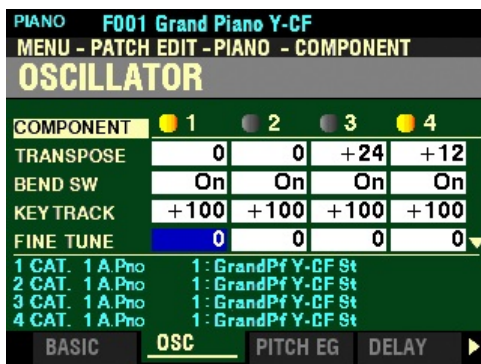 PIANO F001 Grand Piano Y-CF
MENU - PATCH EDIT - PIANO - COMPONENT
OSCILLATOR
COMPONENT 1 2 3 4
TRANSPOSE 0 0 +24 +12
BEND SW On On On On
KEY TRACK +100 +100 +100 +100
FINE TUNE 0 0 0 0
1 CAT. 1 A.Pno 1:GrandPf Y-CF St
2 CAT. 1 A.Pno 1:GrandPf Y-CF St
3 CAT. 1 A.Pno 1:GrandPf Y-CF St
4 CAT. 1 A.Pno 1:GrandPf Y-CF St
BASIC OSC PITCH EG DELAY